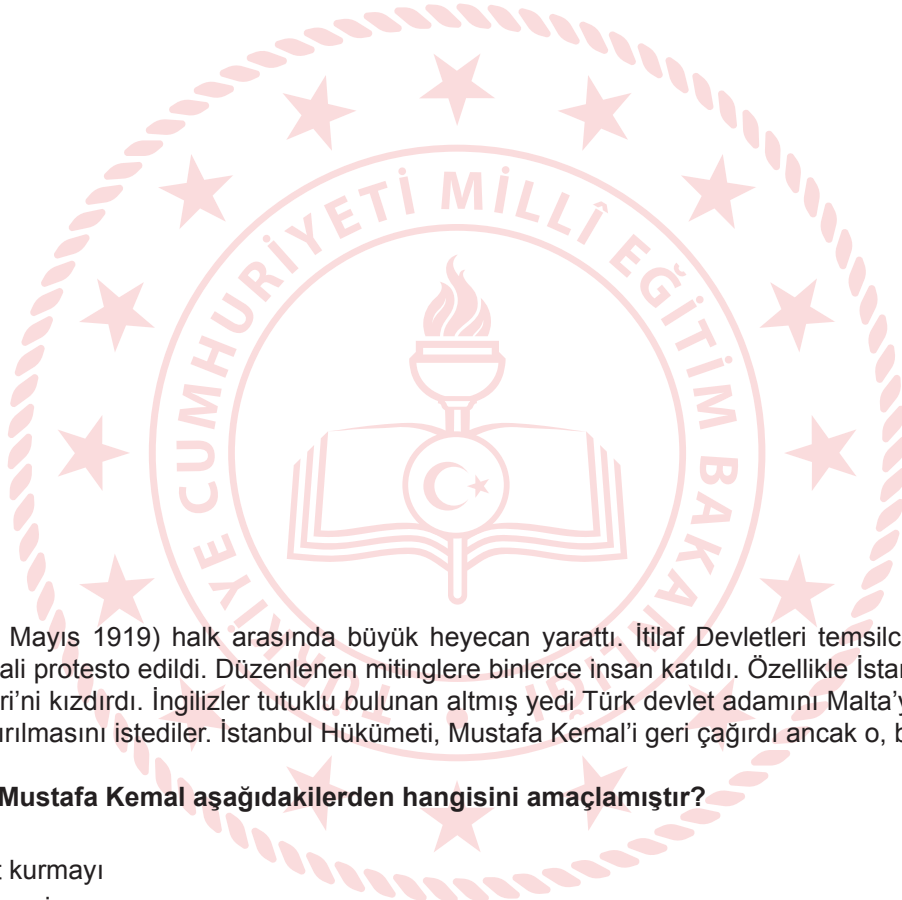 TÜRKİYE CUMHURİYETİ MİLLÎ EĞİTİM BAKANLIĞI
Mayıs 1919) halk arasında büyük heyecan yarattı. İtilaf Devletleri temsilc
ali protesto edildi. Düzenlenen mitinglere binlerce insan katıldı. Özellikle İstan
ri’ni kızdırdı. İngilizler tutuklu bulunan altmış yedi Türk devlet adamını Malta’y
ırılmasını istediler. İstanbul Hükümeti, Mustafa Kemal’i geri çağırdı ancak o, b
Mustafa Kemal aşağıdakilerden hangisini amaçlamıştır?
t kurmayı